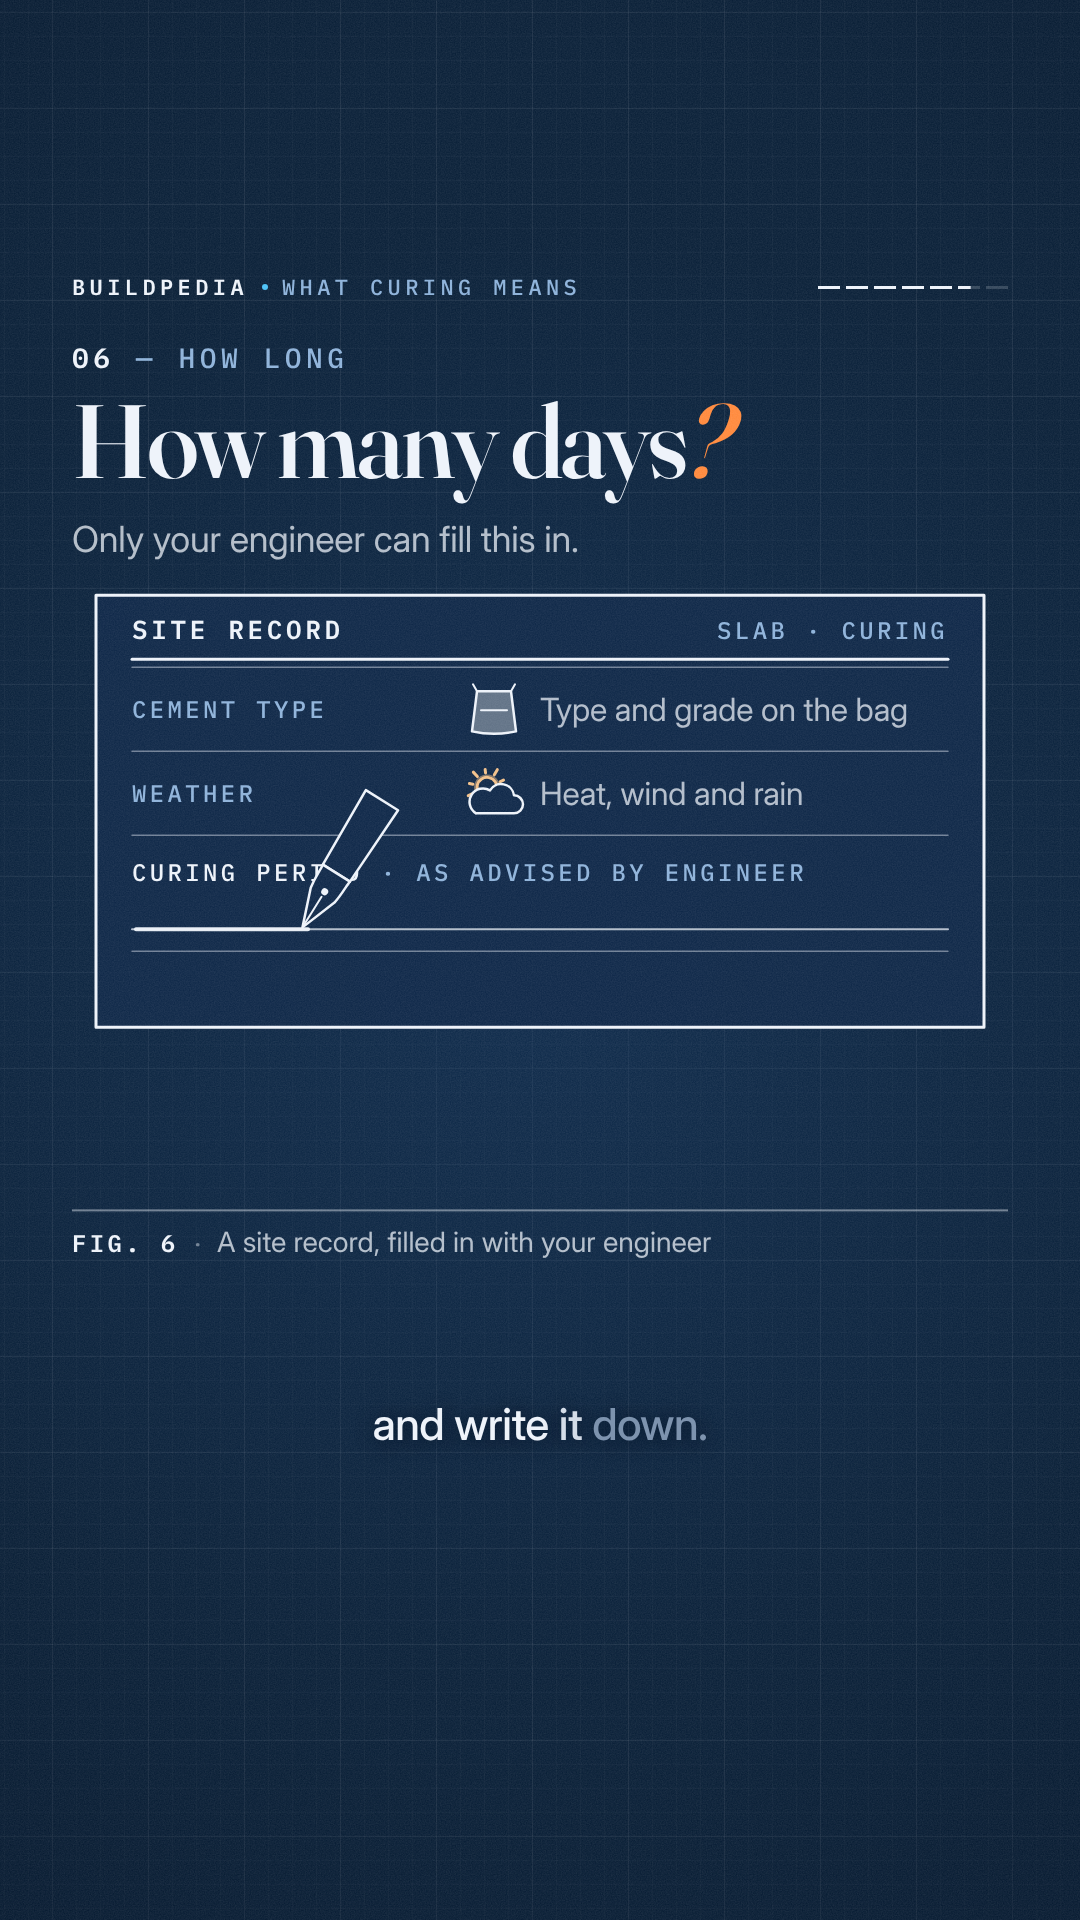 BUILDPEDIA • WHAT CURING MEANS
06 — HOW LONG
How many days?
Only your engineer can fill this in.
SITE RECORD
SLAB · CURING
CEMENT TYPE
Type and grade on the bag
WEATHER
Heat, wind and rain
CURING · AS ADVISED BY ENGINEER
FIG. 6 · A site record, filled in with your engineer
and write it down.